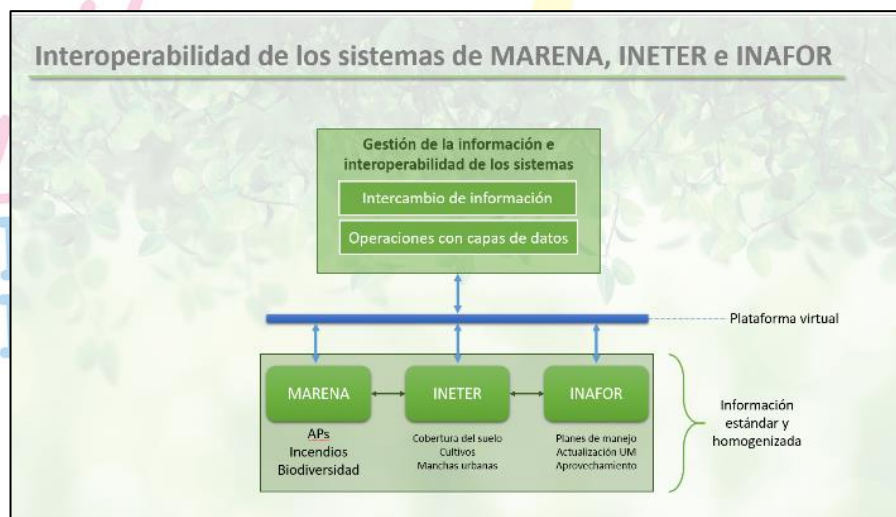 Interoperabilidad de los sistemas de MARENA, INETER e INAFOR
Gestión de la información e
interoperabilidad de los sistemas
Intercambio de información
Operaciones con capas de datos
Plataforma virtual
MARENA
INETER
INAFOR
APs
Incendios
Biodiversidad
Cobertura del suelo
Cultivos
Manchas urbanas
Planes de manejo
Actualización UM
Aprovechamiento
Información
estándar y
homogenizada